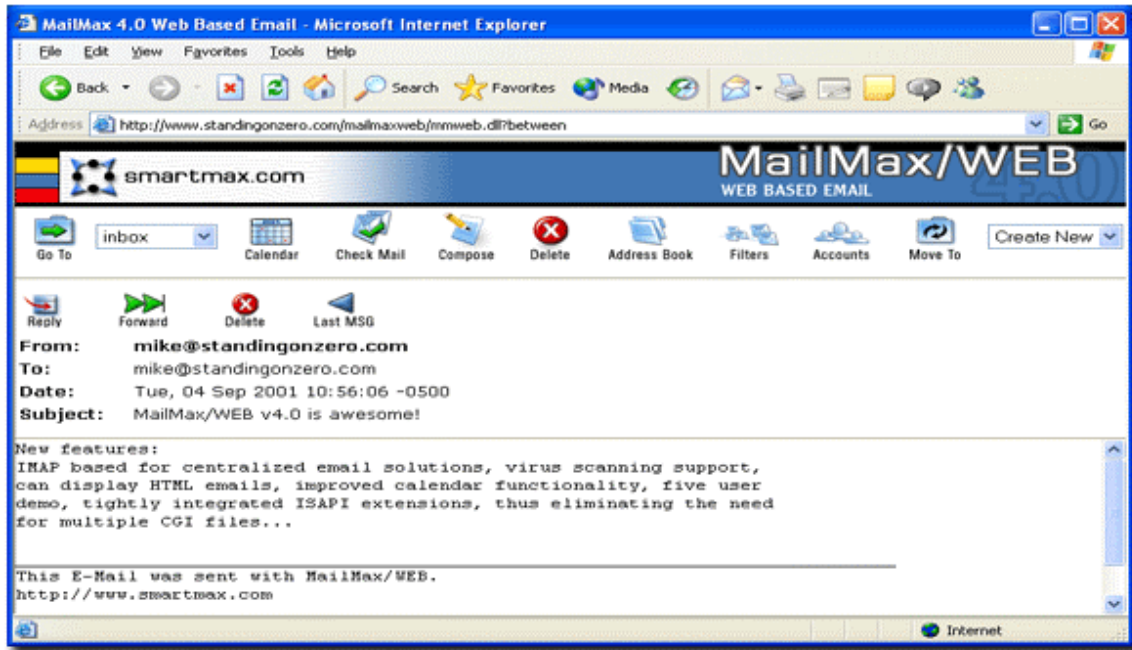 MailMax 4.0 Web Based Email - Microsoft Internet Explorer
File Edit View Favorites Tools Help
Back Search Favorites Media
Address http://www.standingonzero.com/mailmaxweb/mmweb.dll?between Go
smartmax.com MailMax/WEB
WEB BASED EMAIL 4.0
Go To inbox Calendar Check Mail Compose Delete Address Book Filters Accounts Move To Create New
Reply Forward Delete Last MSG
From: mike@standingonzero.com
To: mike@standingonzero.com
Date: Tue, 04 Sep 2001 10:56:06 -0500
Subject: MailMax/WEB v4.0 is awesome!
New features:
IMAP based for centralized email solutions, virus scanning support,
can display HTML emails, improved calendar functionality, five user
demo, tightly integrated ISAPI extensions, thus eliminating the need
for multiple CGI files...
This E-Mail was sent with MailMax/WEB.
http://www.smartmax.com
Internet